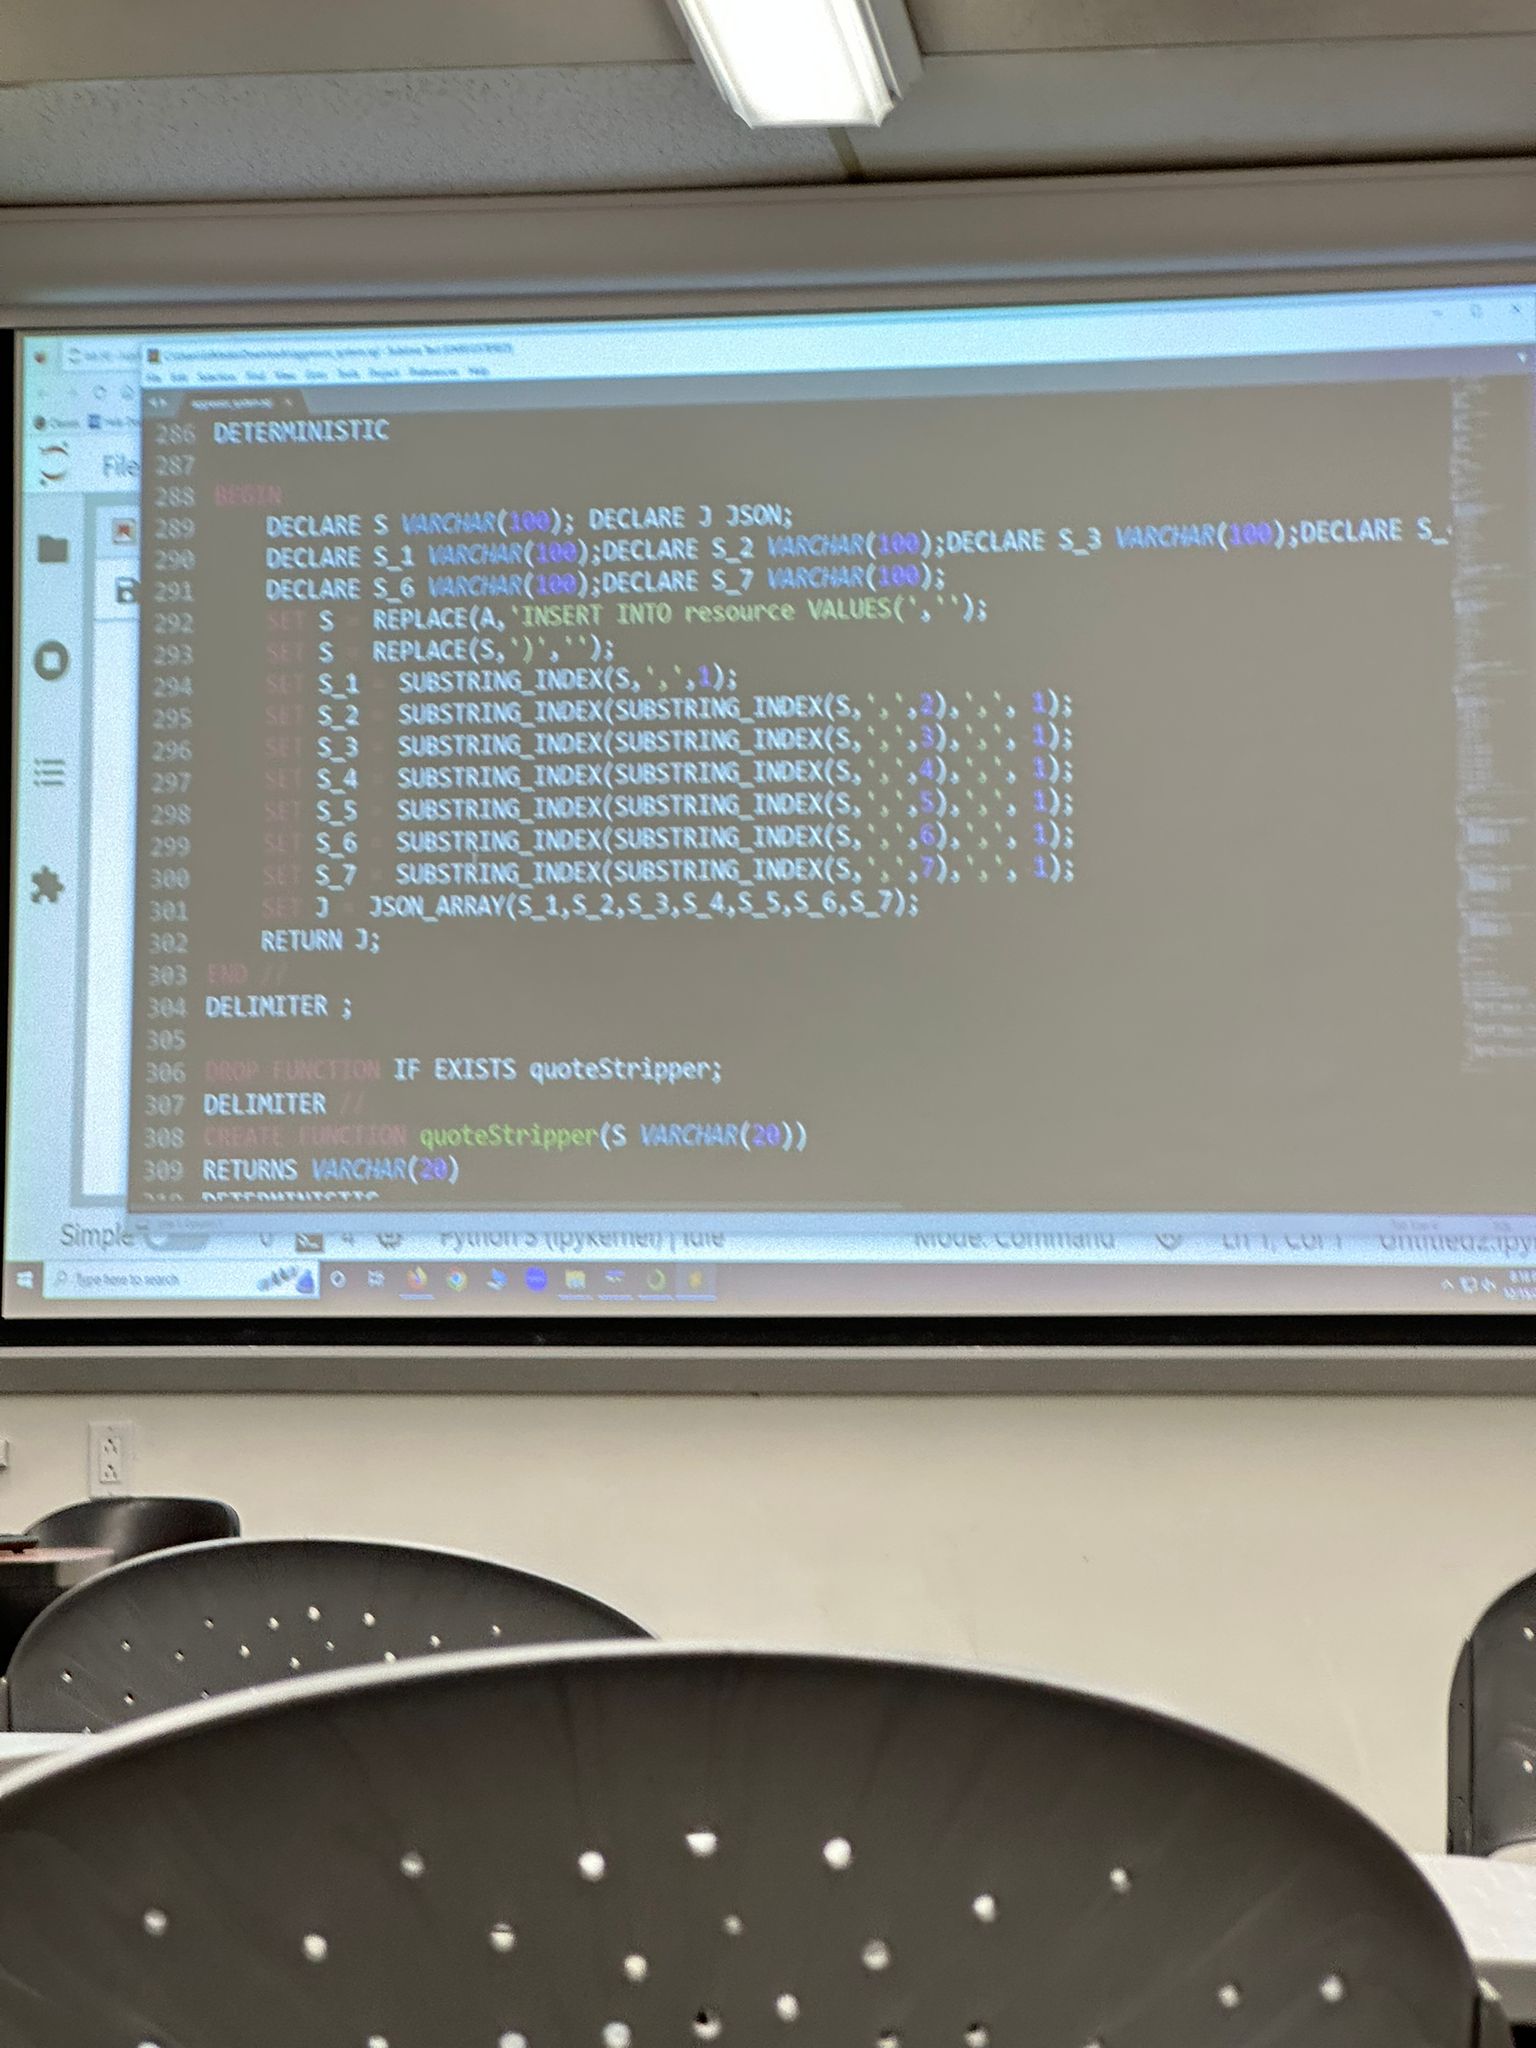 File
286 DETERMINISTIC
287
288 BEGIN
289 DECLARE S VARCHAR(100); DECLARE J JSON;
290 DECLARE S_1 VARCHAR(100);DECLARE S_2 VARCHAR(100);DECLARE S_3 VARCHAR(100);DECLARE S_
291 DECLARE S_6 VARCHAR(100);DECLARE S_7 VARCHAR(100);
292 SET S = REPLACE(A,'INSERT INTO resource VALUES(','');
293 SET S = REPLACE(S,')','');
294 SET S_1 = SUBSTRING_INDEX(S,',',1);
295 SET S_2 = SUBSTRING_INDEX(SUBSTRING_INDEX(S,',',2),',', 1);
296 SET S_3 = SUBSTRING_INDEX(SUBSTRING_INDEX(S,',',3),',', 1);
297 SET S_4 = SUBSTRING_INDEX(SUBSTRING_INDEX(S,',',4),',', 1);
298 SET S_5 = SUBSTRING_INDEX(SUBSTRING_INDEX(S,',',5),',', 1);
299 SET S_6 = SUBSTRING_INDEX(SUBSTRING_INDEX(S,',',6),',', 1);
300 SET S_7 = SUBSTRING_INDEX(SUBSTRING_INDEX(S,',',7),',', 1);
301 SET J = JSON_ARRAY(S_1,S_2,S_3,S_4,S_5,S_6,S_7);
302 RETURN J;
303 END //
304 DELIMITER ;
305
306 DROP FUNCTION IF EXISTS quoteStripper;
307 DELIMITER //
308 CREATE FUNCTION quoteStripper(S VARCHAR(20))
309 RETURNS VARCHAR(20)
310 DETERMINISTIC
Simple 0 4 Python 3 (ipykernel) | Idle Mode: Command Ln 1, Col 1 Untitled2.ipy
Type here to search